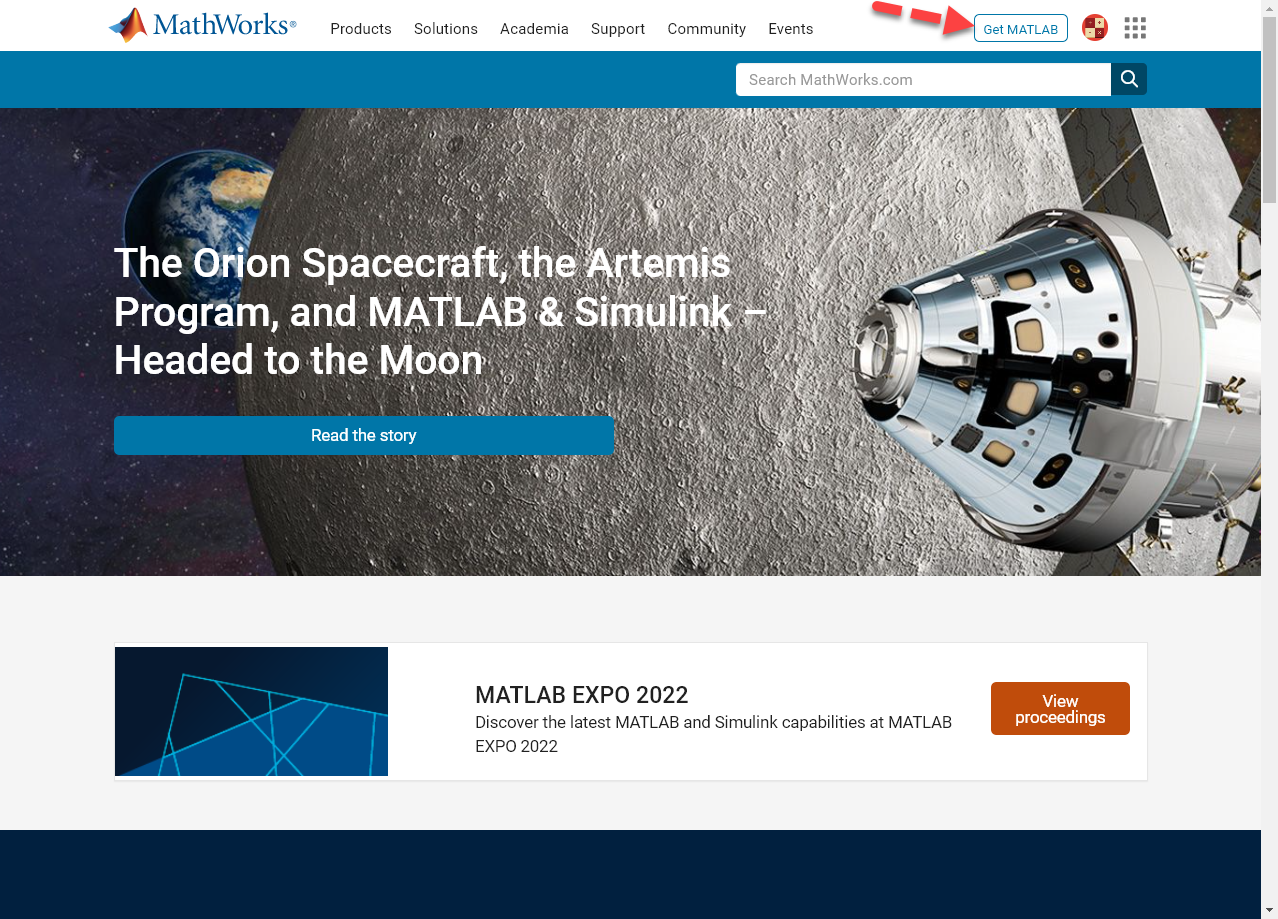 MathWorks®
Products Solutions Academia Support Community Events
Get MATLAB
Search MathWorks.com
The Orion Spacecraft, the Artemis
Program, and MATLAB & Simulink –
Headed to the Moon
Read the story
MATLAB EXPO 2022
Discover the latest MATLAB and Simulink capabilities at MATLAB
EXPO 2022
View
proceedings